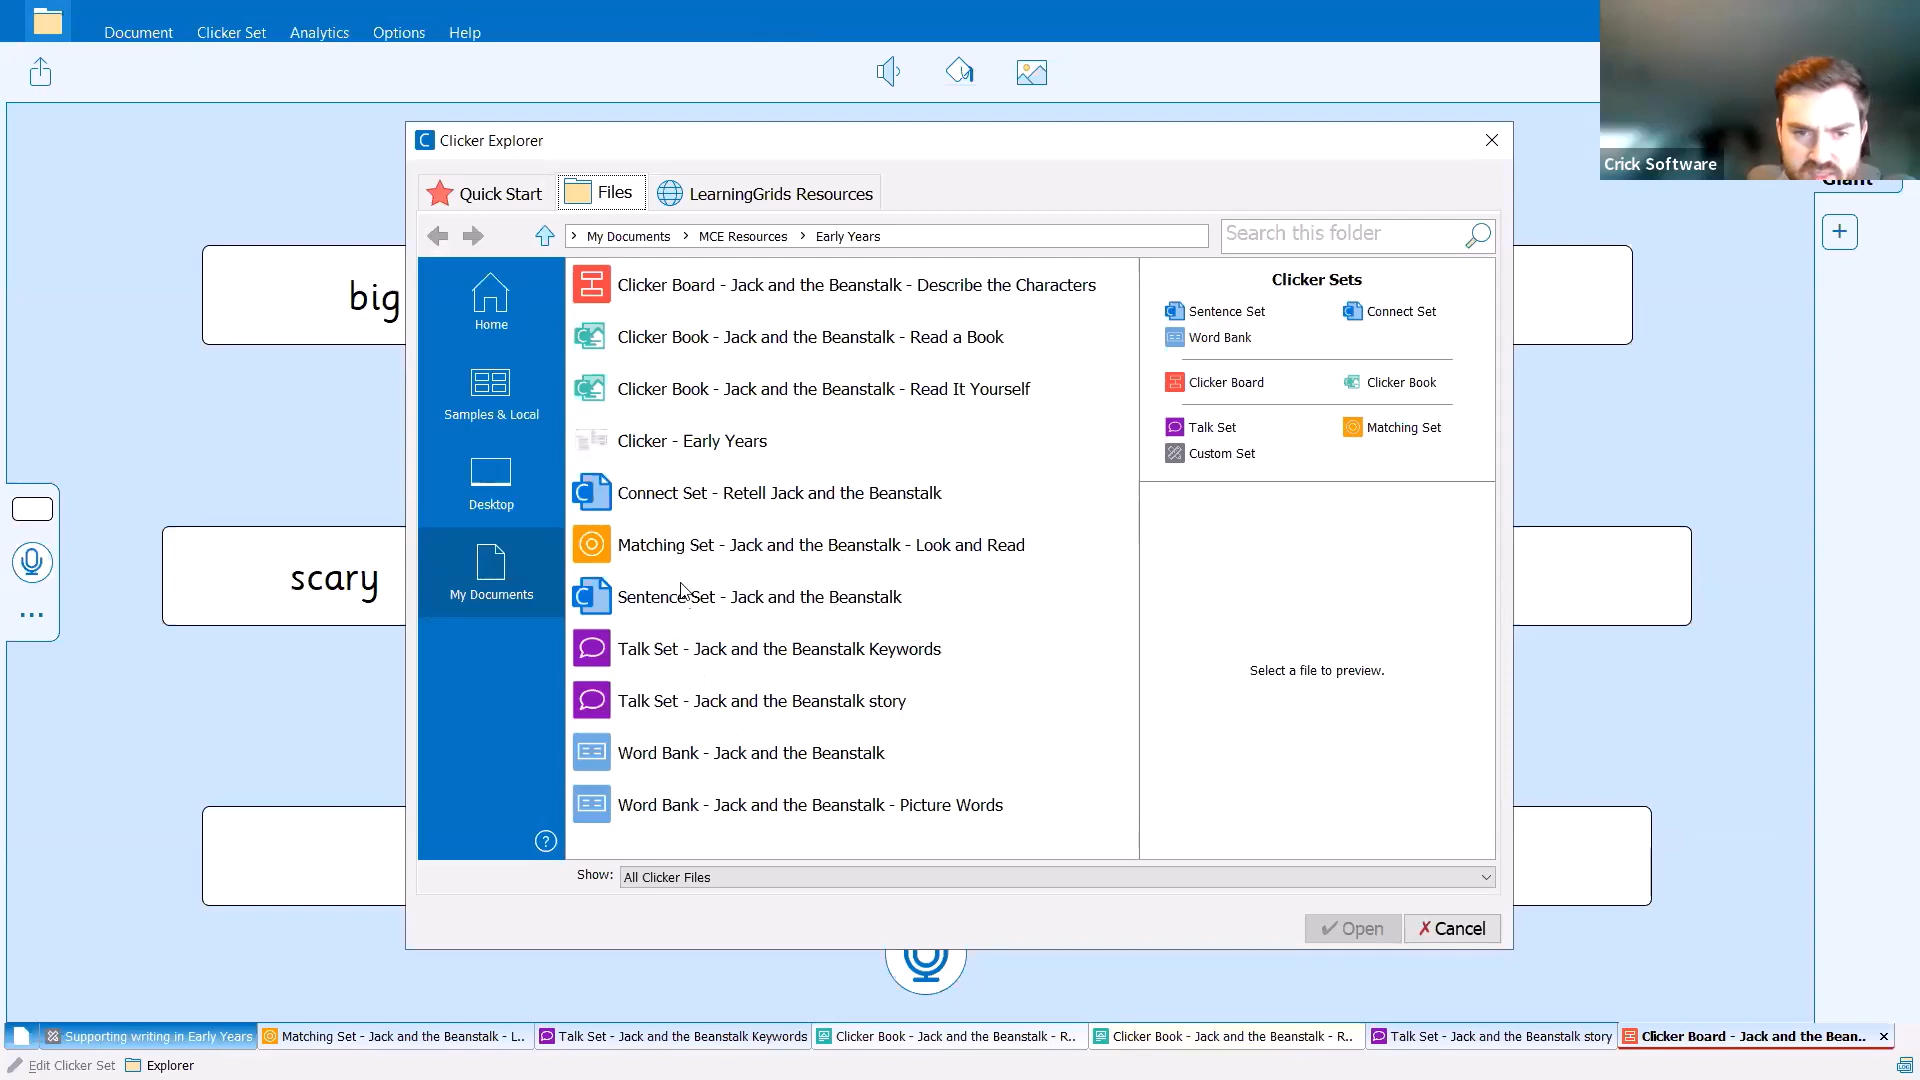 Document Clicker Set Analytics Options Help
Crick Software
Giant
big
scary
C Clicker Explorer
Quick Start Files LearningGrids Resources
> My Documents > MCE Resources > Early Years
Search this folder
Home
Samples & Local
Desktop
My Documents
?
Clicker Board - Jack and the Beanstalk - Describe the Characters
Clicker Book - Jack and the Beanstalk - Read a Book
Clicker Book - Jack and the Beanstalk - Read It Yourself
Clicker - Early Years
Connect Set - Retell Jack and the Beanstalk
Matching Set - Jack and the Beanstalk - Look and Read
Sentence Set - Jack and the Beanstalk
Talk Set - Jack and the Beanstalk Keywords
Talk Set - Jack and the Beanstalk story
Word Bank - Jack and the Beanstalk
Word Bank - Jack and the Beanstalk - Picture Words
Clicker Sets
Sentence Set Connect Set
Word Bank
Clicker Board Clicker Book
Talk Set Matching Set
Custom Set
Select a file to preview.
Show: All Clicker Files
Open Cancel
Supporting writing in Early Years Matching Set - Jack and the Beanstalk - L... Talk Set - Jack and the Beanstalk Keywords Clicker Book - Jack and the Beanstalk - R... Clicker Book - Jack and the Beanstalk - R... Talk Set - Jack and the Beanstalk story Clicker Board - Jack and the Bean..
Edit Clicker Set Explorer